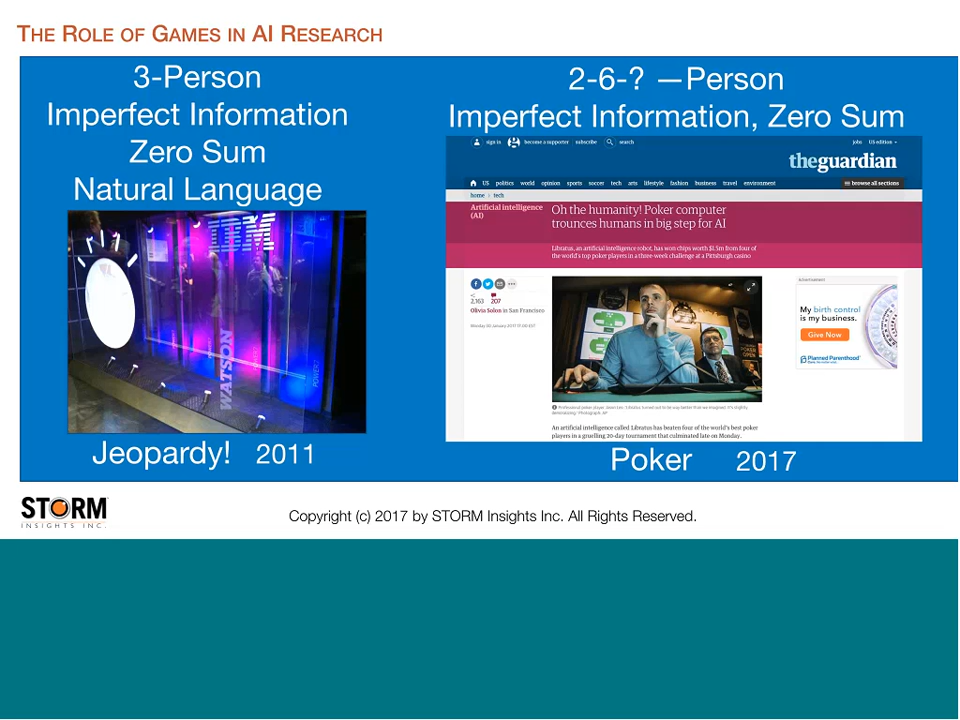 THE ROLE OF GAMES IN AI RESEARCH
3-Person
Imperfect Information
Zero Sum
Natural Language
IBM
WATSON
POWER7
Jeopardy! 2011
2-6-? —Person
Imperfect Information, Zero Sum
sign in become a supporter subscribe search jobs US edition
theguardian
US politics world opinion sports soccer tech arts lifestyle fashion business travel environment browse all sections
home › tech
Artificial intelligence
(AI)
Oh the humanity! Poker computer
trounces humans in big step for AI
Libratus, an artificial intelligence robot, has won chips worth $1.5m from four of
the world's top poker players in a three-week challenge at a Pittsburgh casino
2,163 207
Olivia Solon in San Francisco
POKER
OPEN
Advertisement
My birth control
is my business.
Give Now
Planned Parenthood
An artificial intelligence called Libratus has beaten four of the world's best poker
players in a gruelling 20-day tournament that culminated late on Monday.
Poker 2017
STORM
INSIGHTS INC.
Copyright (c) 2017 by STORM Insights Inc. All Rights Reserved.